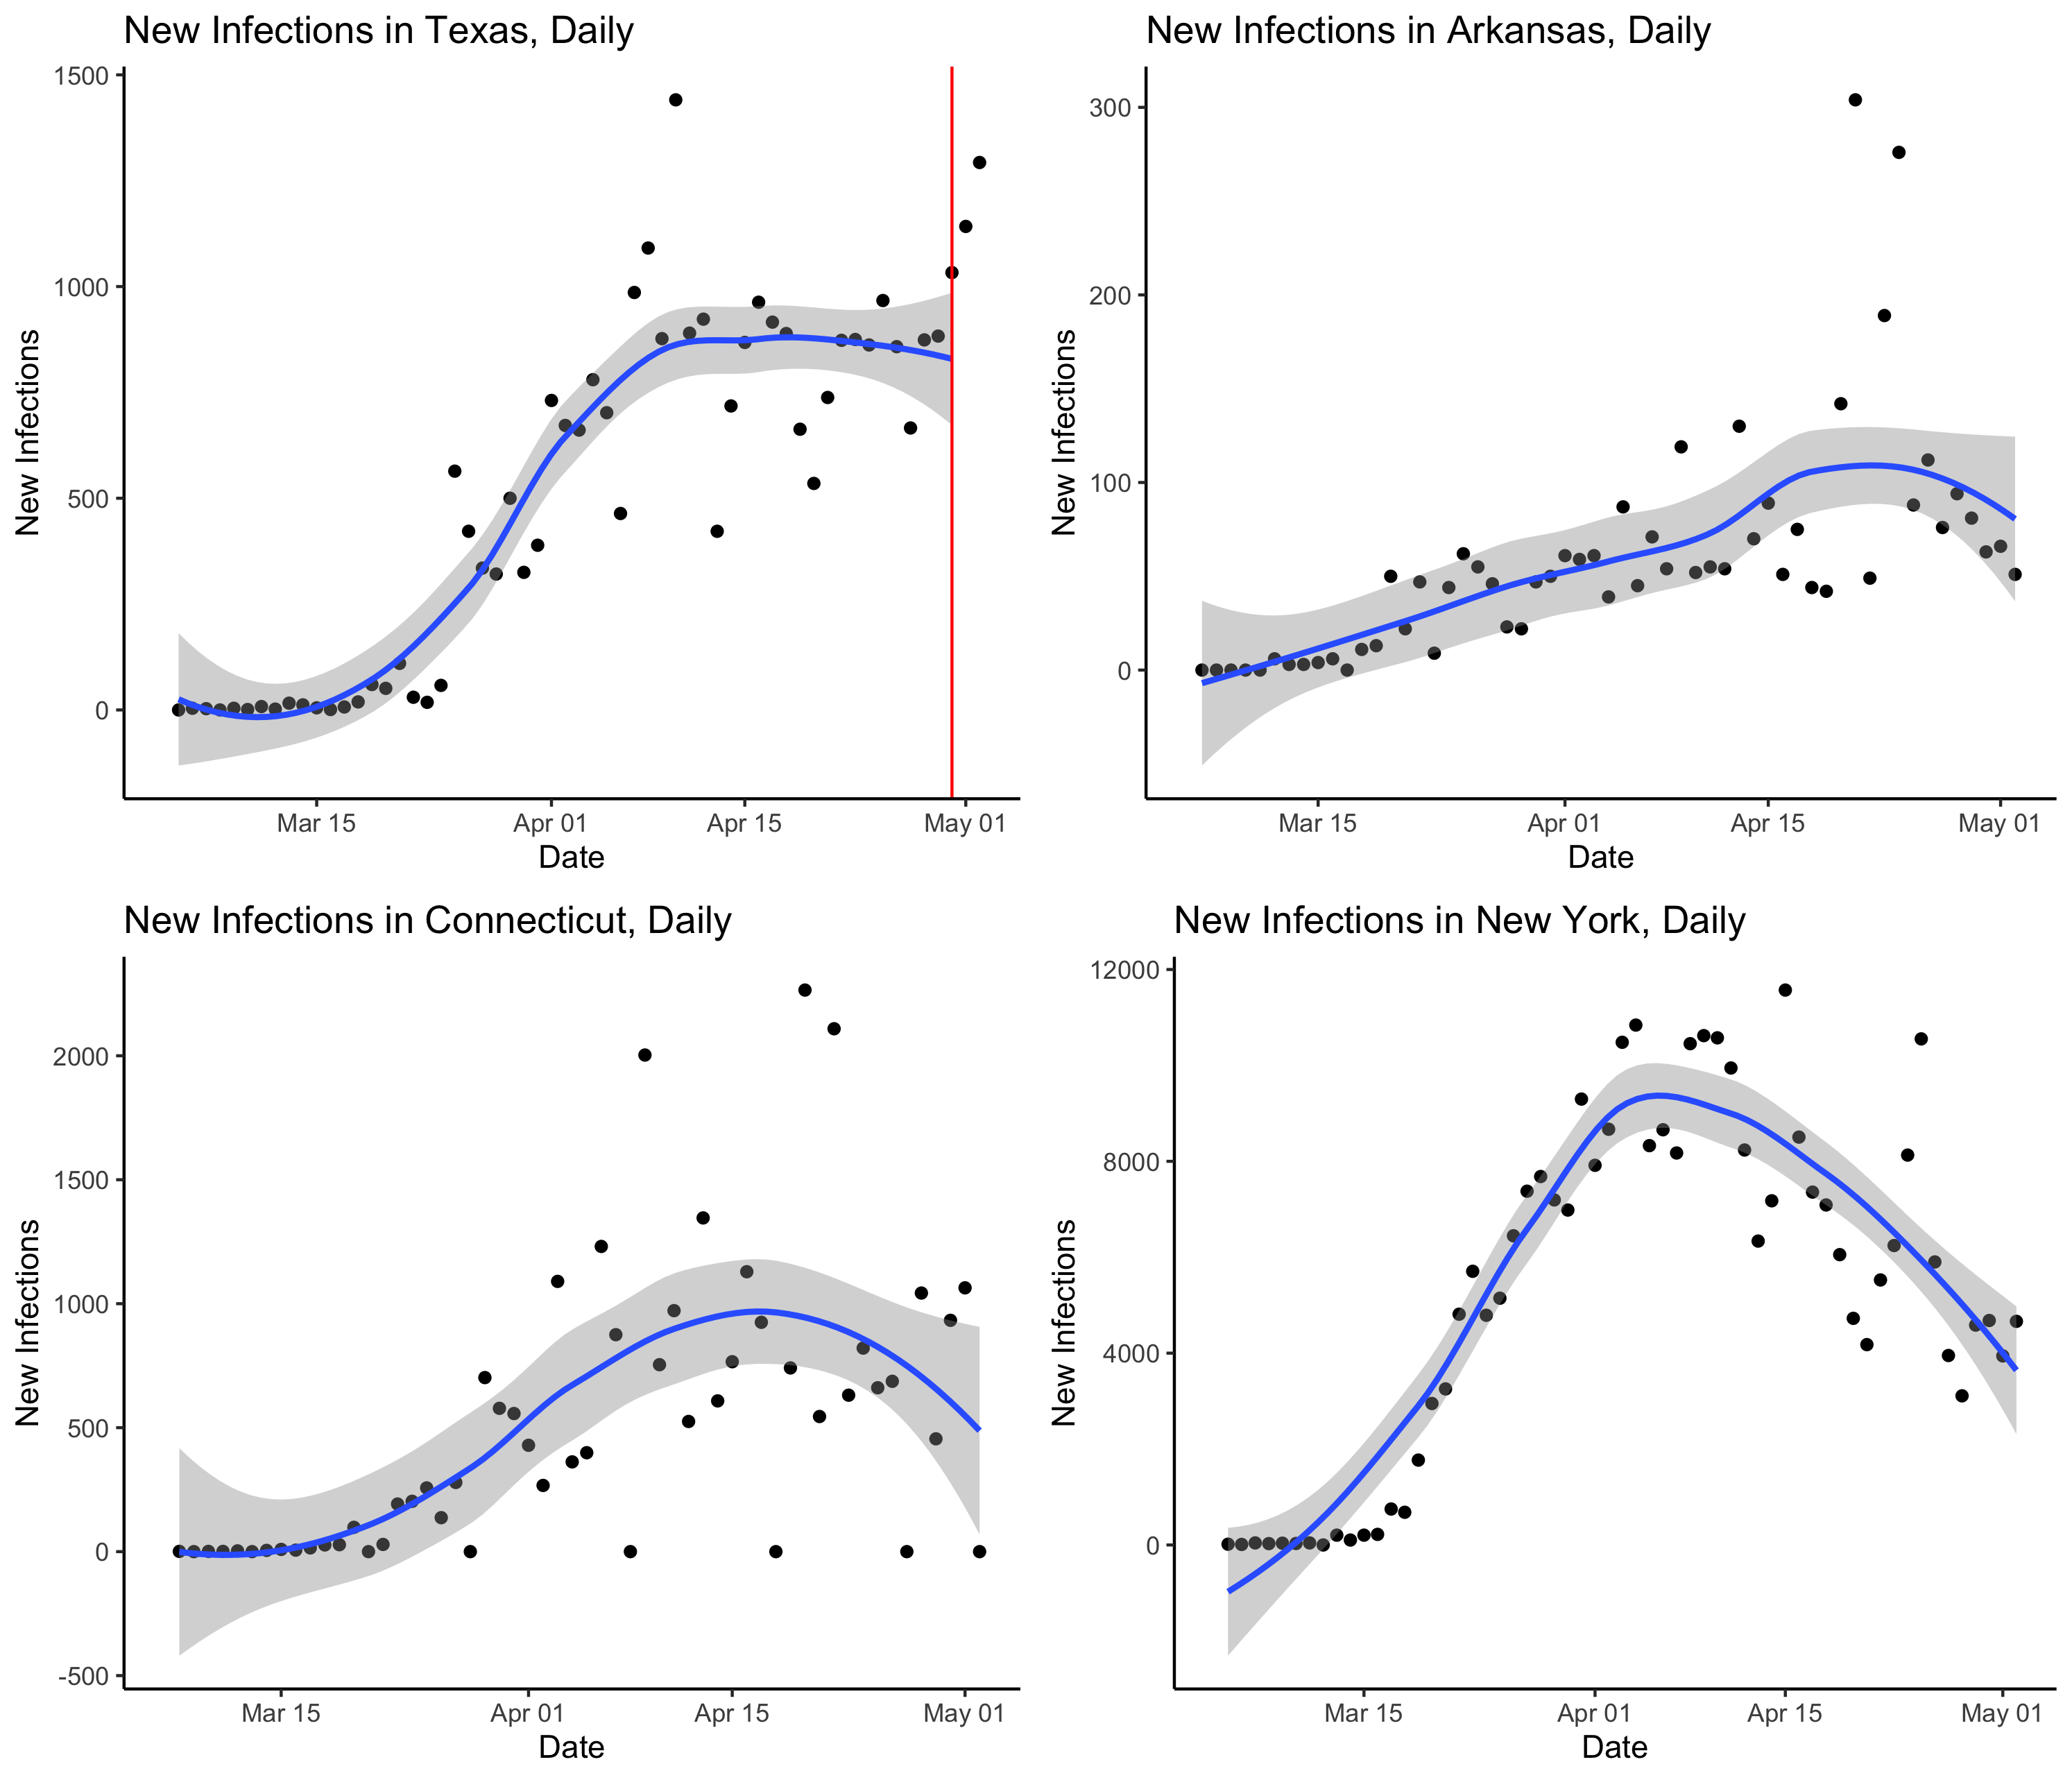 New Infections in Texas, Daily
1500
1000
500
0
New Infections
Mar 15
Apr 01
Apr 15
May 01
Date
New Infections in Arkansas, Daily
300
200
100
0
New Infections
Mar 15
Apr 01
Apr 15
May 01
Date
New Infections in Connecticut, Daily
2000
1500
1000
500
0
-500
New Infections
Mar 15
Apr 01
Apr 15
May 01
Date
New Infections in New York, Daily
12000
8000
4000
0
New Infections
Mar 15
Apr 01
Apr 15
May 01
Date